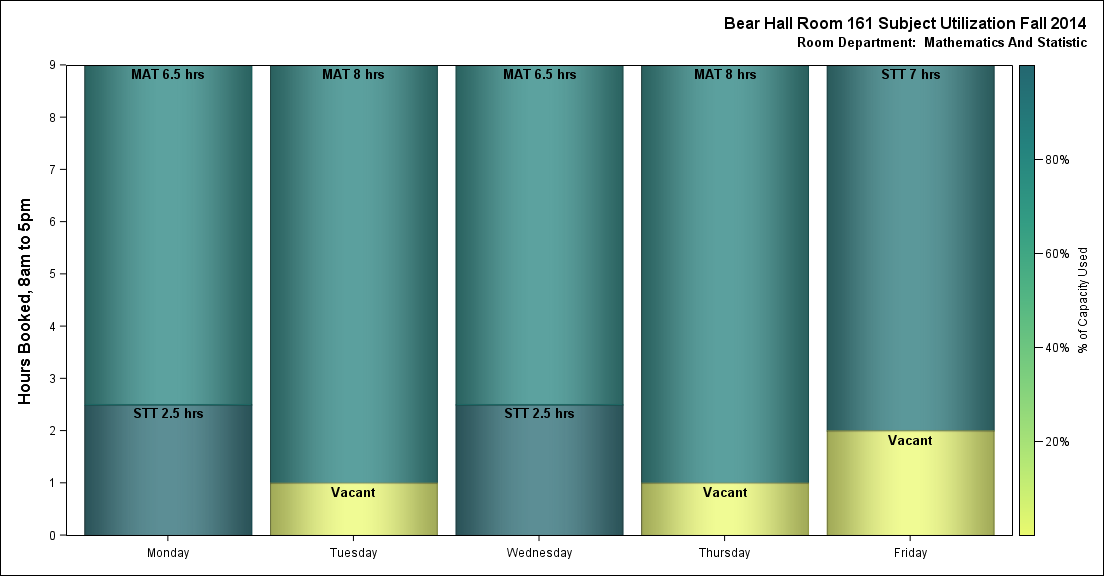 Bear Hall Room 161 Subject Utilization Fall 2014
Room Department:  Mathematics And Statistic
Hours Booked, 8am to 5pm
9
8
7
6
5
4
3
2
1
0
MAT 6.5 hrs
STT 2.5 hrs
MAT 8 hrs
Vacant
MAT 6.5 hrs
STT 2.5 hrs
MAT 8 hrs
Vacant
STT 7 hrs
Vacant
Monday
Tuesday
Wednesday
Thursday
Friday
80%
60%
40%
20%
% of Capacity Used